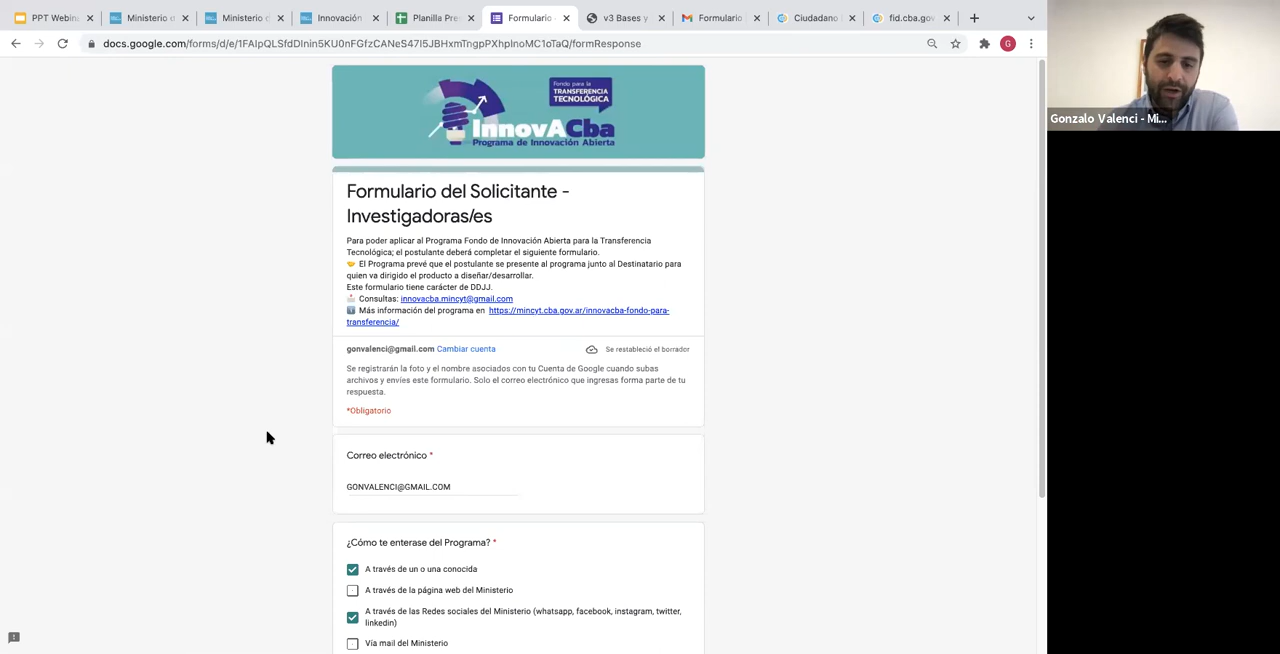 PPT Webin
Ministerio d
Ministerio d
Innovación
Planilla Pre
Formulario
v3 Bases y
Formulario
Ciudadano
fid.cba.gov
docs.google.com/forms/d/e/
/formResponse
G
Fondo para la
TRANSFERENCIA
TECNOLÓGICA
InnovACba
Programa de Innovación Abierta
Formulario del Solicitante -
Investigadoras/es
Para poder aplicar al Programa Fondo de Innovación Abierta para la Transferencia
Tecnológica; el postulante deberá completar el siguiente formulario.
🤝 El Programa prevé que el postulante se presente al programa junto al Destinatario para
quien va dirigido el producto a diseñar/desarrollar.
Este formulario tiene carácter de DDJJ.
📩 Consultas: innovacba.mincyt@gmail.com
ℹ️ Más información del programa en https://mincyt.cba.gov.ar/innovacba-fondo-para-
transferencia/
gonvalenci@gmail.com Cambiar cuenta
Se restableció el borrador
Se registrarán la foto y el nombre asociados con tu Cuenta de Google cuando subas
archivos y envíes este formulario. Solo el correo electrónico que ingresas forma parte de tu
respuesta.
*Obligatorio
Correo electrónico *
GONVALENCI@GMAIL.COM
¿Cómo te enterase del Programa? *
A través de un o una conocida
A través de la página web del Ministerio
A través de las Redes sociales del Ministerio (whatsapp, facebook, instagram, twitter,
linkedin)
Vía mail del Ministerio
Gonzalo Valenci - Mi...